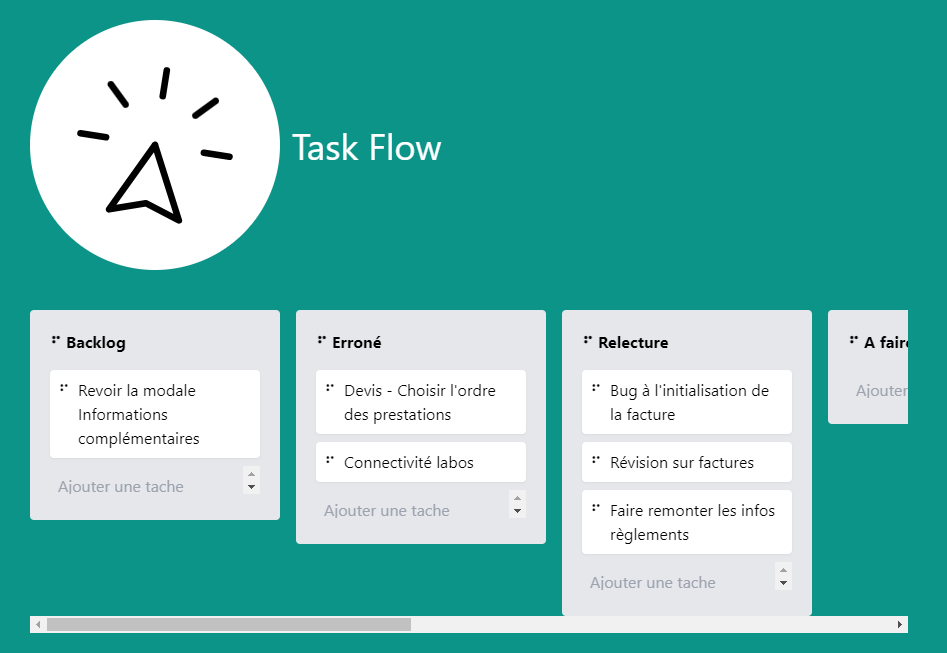 Task Flow
Backlog
Revoir la modale
Informations
complémentaires
Ajouter une tache
Erroné
Devis - Choisir l'ordre
des prestations
Connectivité labos
Ajouter une tache
Relecture
Bug à l'initialisation de
la facture
Révision sur factures
Faire remonter les infos
règlements
Ajouter une tache
A faire
Ajouter